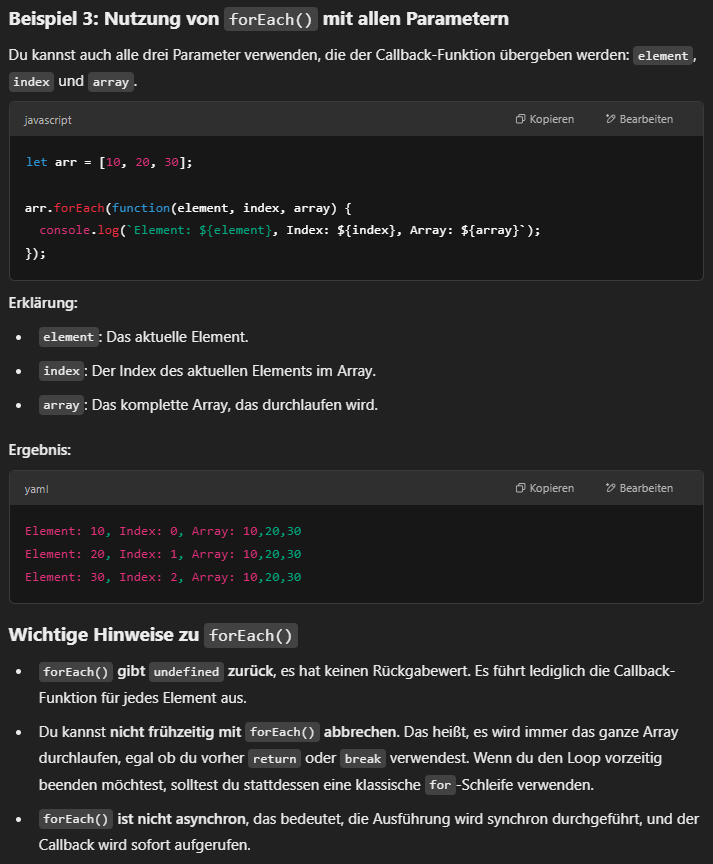 Beispiel 3: Nutzung von forEach() mit allen Parametern
Du kannst auch alle drei Parameter verwenden, die der Callback-Funktion übergeben werden: element,
index und array.
javascript Kopieren Bearbeiten
let arr = [10, 20, 30];
arr.forEach(function(element, index, array) {
  console.log(`Element: ${element}, Index: ${index}, Array: ${array}`);
});
Erklärung:
• element: Das aktuelle Element.
• index: Der Index des aktuellen Elements im Array.
• array: Das komplette Array, das durchlaufen wird.
Ergebnis:
yaml Kopieren Bearbeiten
Element: 10, Index: 0, Array: 10,20,30
Element: 20, Index: 1, Array: 10,20,30
Element: 30, Index: 2, Array: 10,20,30
Wichtige Hinweise zu forEach()
• forEach() gibt undefined zurück, es hat keinen Rückgabewert. Es führt lediglich die Callback-
Funktion für jedes Element aus.
• Du kannst nicht frühzeitig mit forEach() abbrechen. Das heißt, es wird immer das ganze Array
durchlaufen, egal ob du vorher return oder break verwendest. Wenn du den Loop vorzeitig
beenden möchtest, solltest du stattdessen eine klassische for-Schleife verwenden.
• forEach() ist nicht asynchron, das bedeutet, die Ausführung wird synchron durchgeführt, und der
Callback wird sofort aufgerufen.